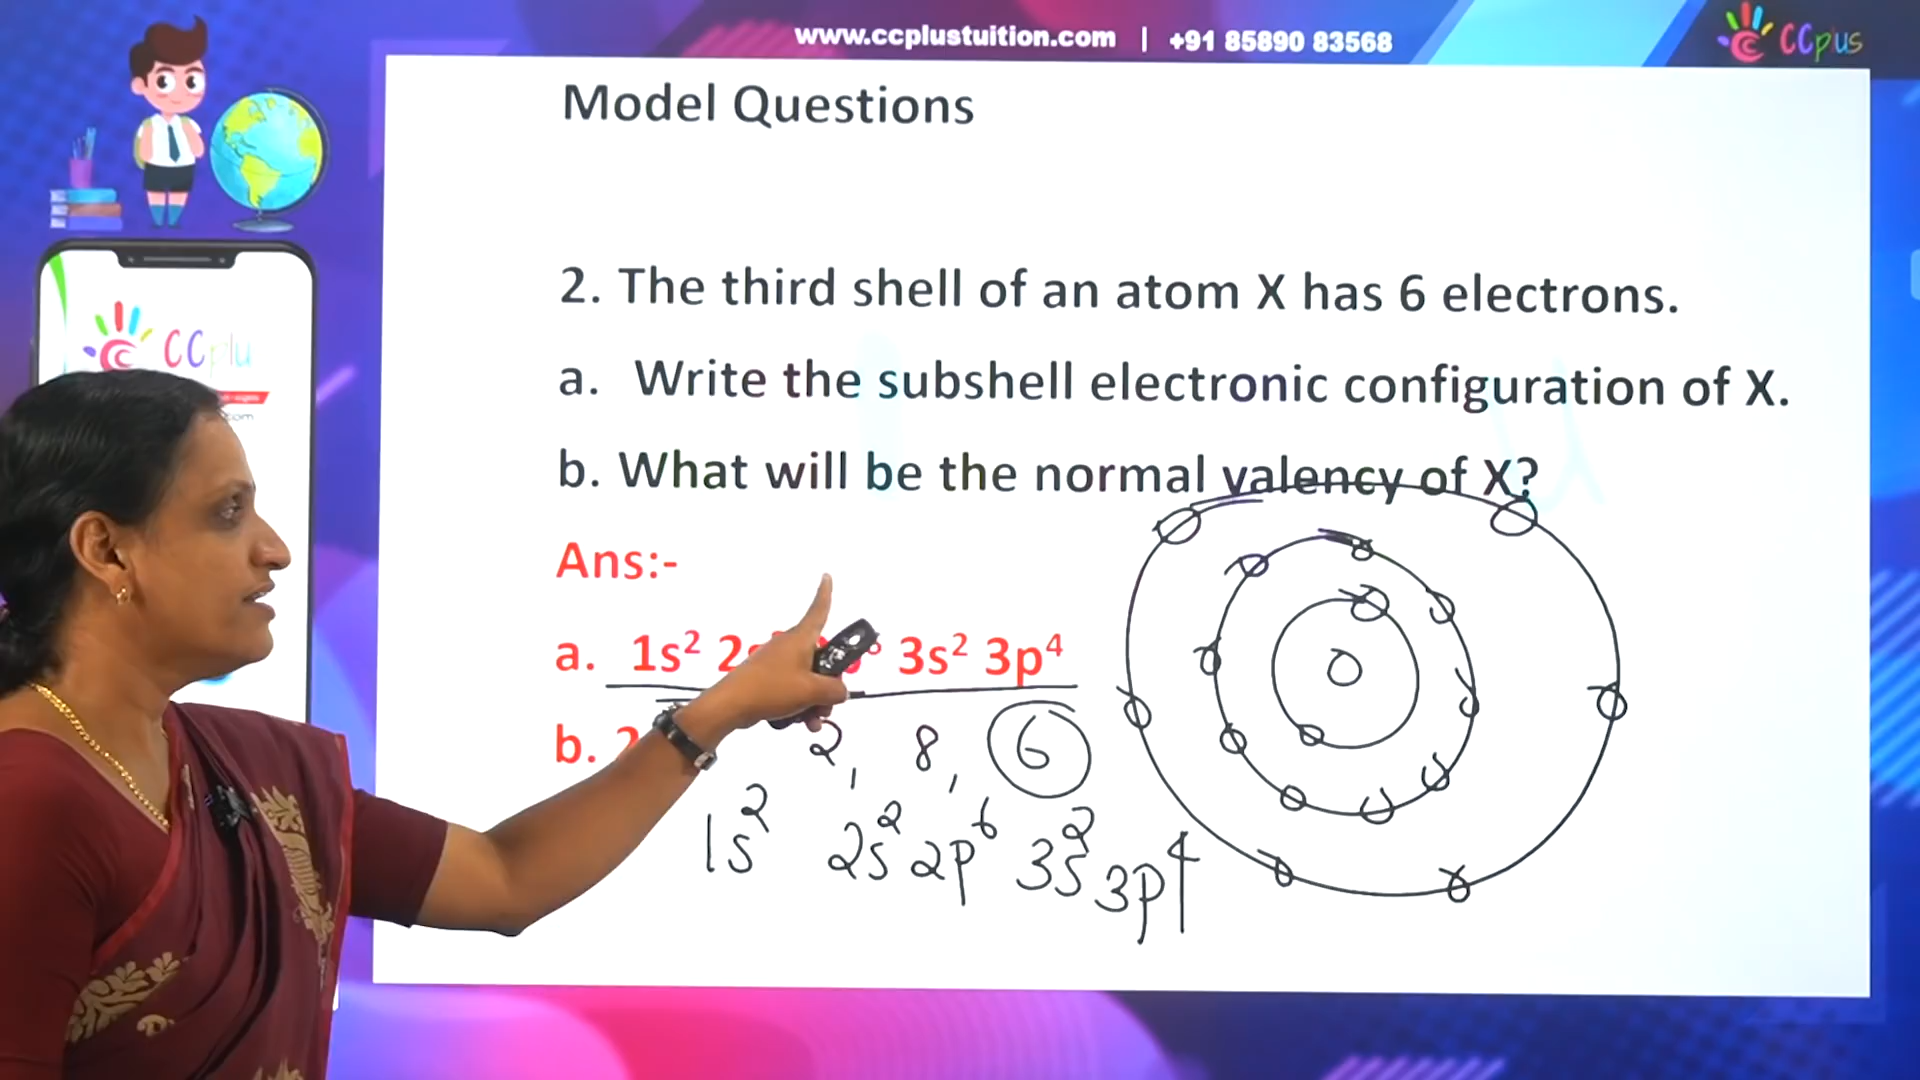 www.ccplustuition.com | +91 85890 83568
CCplus
Model Questions
2. The third shell of an atom X has 6 electrons.
a. Write the subshell electronic configuration of X.
b. What will be the normal valency of X?
CCplu
Ans:-
a. 1s² 2s 3s² 3p⁴
b. 2
2, 8, 6
1s² 2s² 2p⁶ 3s² 3p⁴